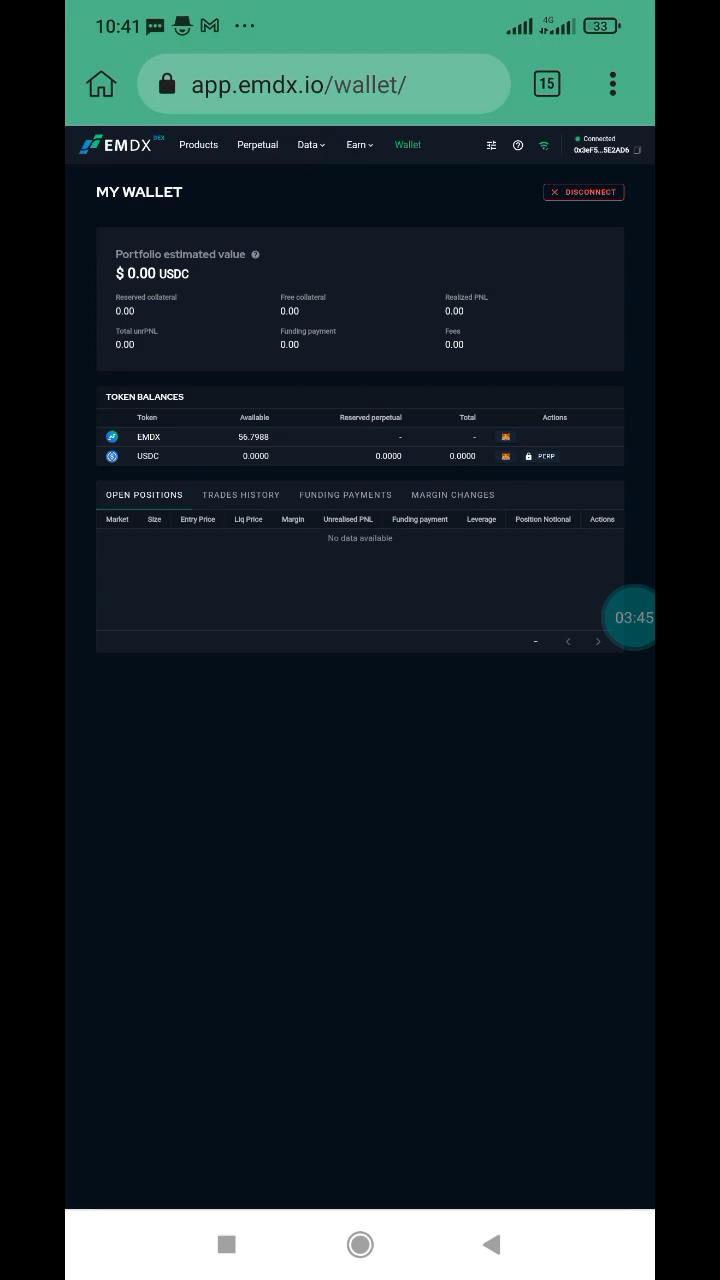 10:41 4G 33
app.emdx.io/wallet/ 15
EMDX DEX Products Perpetual Data Earn Wallet Connected
0x3eF5...5E2AD6
MY WALLET DISCONNECT
Portfolio estimated value ?
$ 0.00 USDC
Reserved collateral Free collateral Realized PNL
0.00 0.00 0.00
Total unrPNL Funding payment Fees
0.00 0.00 0.00
TOKEN BALANCES
Token Available Reserved perpetual Total Actions
EMDX 56.7988 - -
USDC 0.0000 0.0000 0.0000 PERP
OPEN POSITIONS TRADES HISTORY FUNDING PAYMENTS MARGIN CHANGES
Market Size Entry Price Liq Price Margin Unrealised PNL Funding payment Leverage Position Notional Actions
No data available
03:45
-